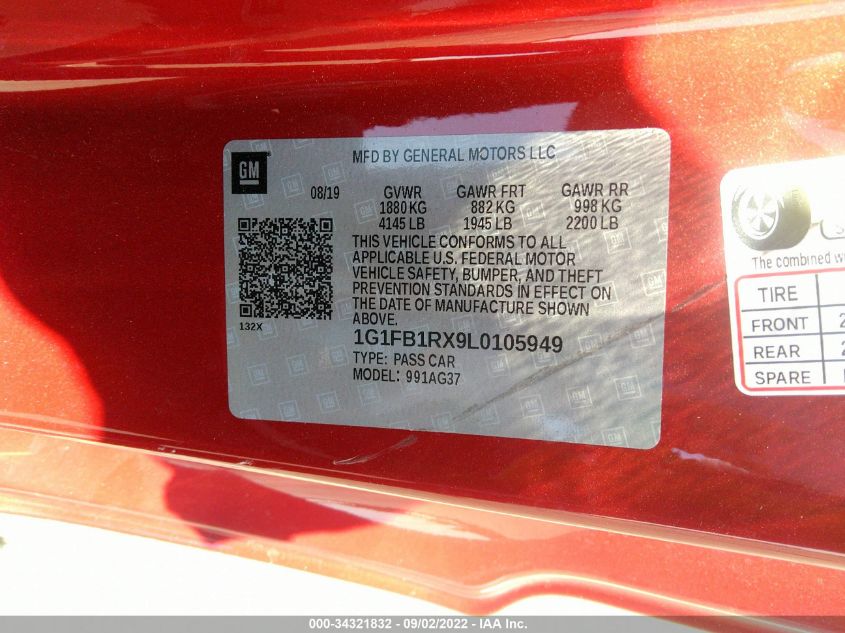 GM
MFD BY GENERAL MOTORS LLC
08/19 GVWR GAWR FRT GAWR RR
1880 KG 882 KG 998 KG
4145 LB 1945 LB 2200 LB
THIS VEHICLE CONFORMS TO ALL
APPLICABLE U.S. FEDERAL MOTOR
VEHICLE SAFETY, BUMPER, AND THEFT
PREVENTION STANDARDS IN EFFECT ON
THE DATE OF MANUFACTURE SHOWN
ABOVE.
132X
1G1FB1RX9L0105949
TYPE: PASS CAR
MODEL: 991AG37
The combined
TIRE
FRONT 2
REAR 2
SPARE
000-34321832 - 09/02/2022 - IAA Inc.